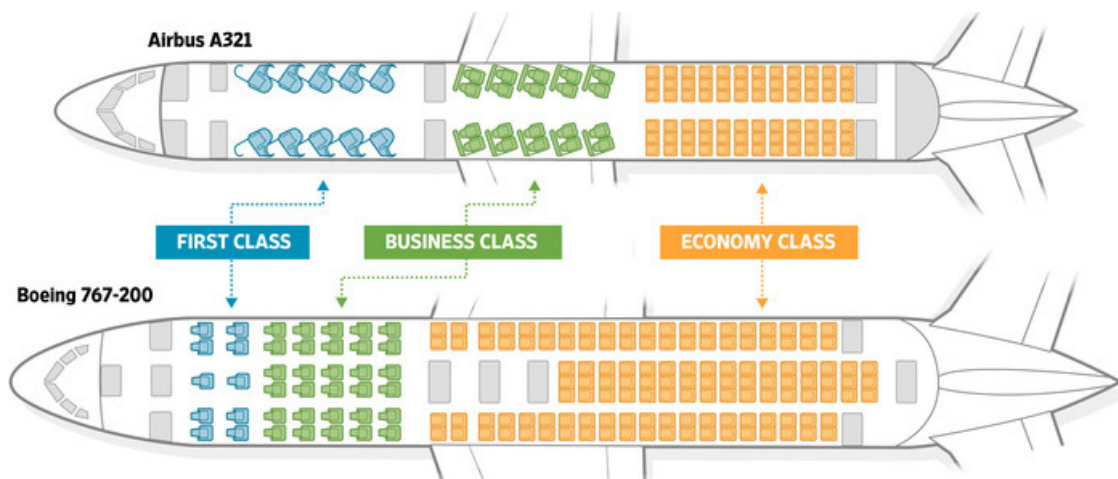 Airbus A321
FIRST CLASS
BUSINESS CLASS
ECONOMY CLASS
Boeing 767-200